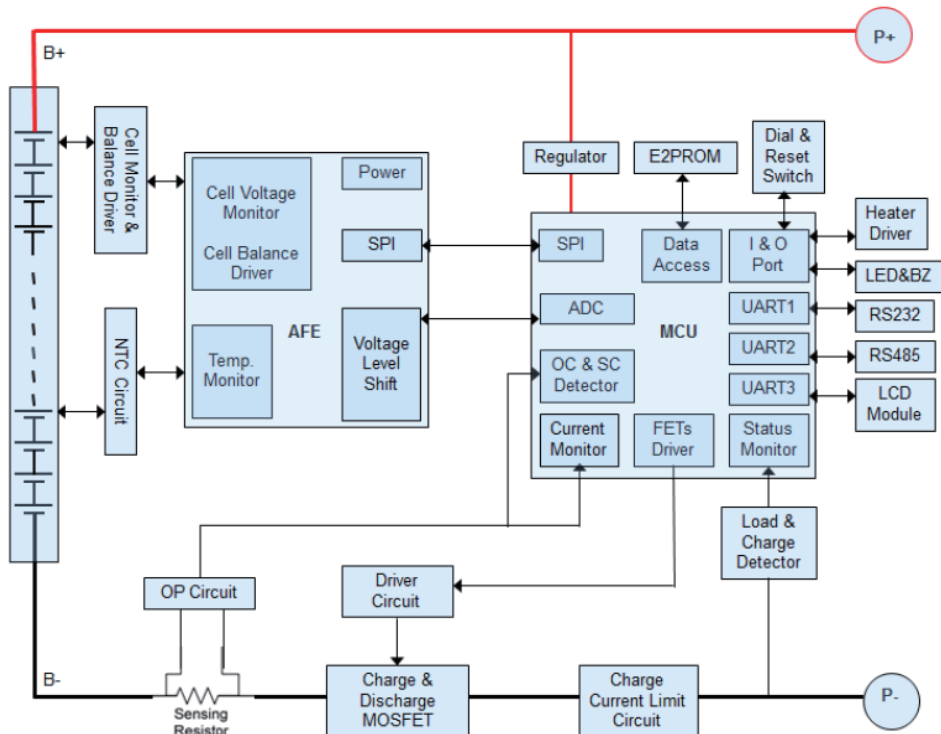 B+
P+
Cell Monitor &
Balance Driver
Regulator
E2PROM
Dial &
Reset
Switch
Power
Cell Voltage
Monitor
Cell Balance
Driver
SPI
SPI
Data
Access
I & O
Port
Heater
Driver
LED&BZ
AFE
ADC
MCU
UART1
RS232
NTC Circuit
Temp.
Monitor
Voltage
Level
Shift
OC & SC
Detector
UART2
RS485
UART3
LCD
Module
Current
Monitor
FETs
Driver
Status
Monitor
Load &
Charge
Detector
OP Circuit
Driver
Circuit
B-
Sensing
Resistor
Charge &
Discharge
MOSFET
Charge
Current Limit
Circuit
P-